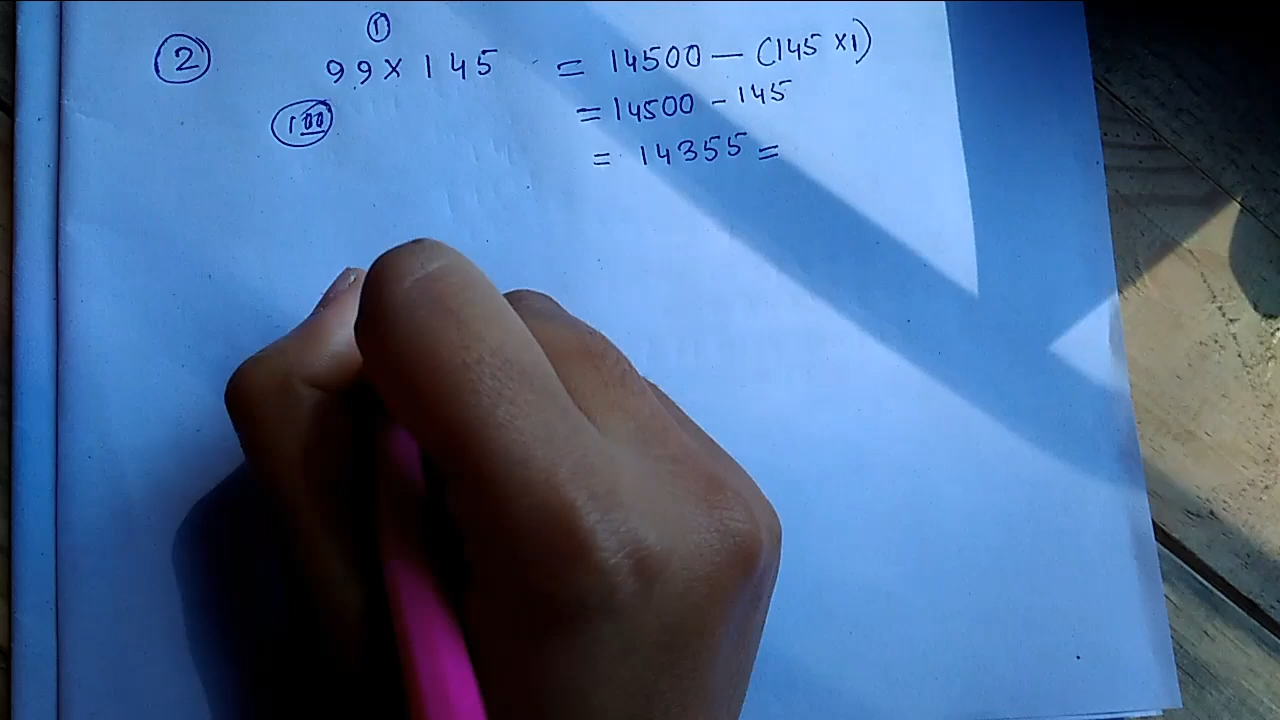 ①
② 99 × 145 = 14500 — (145 × 1)
100 = 14500 - 145
= 14355 =